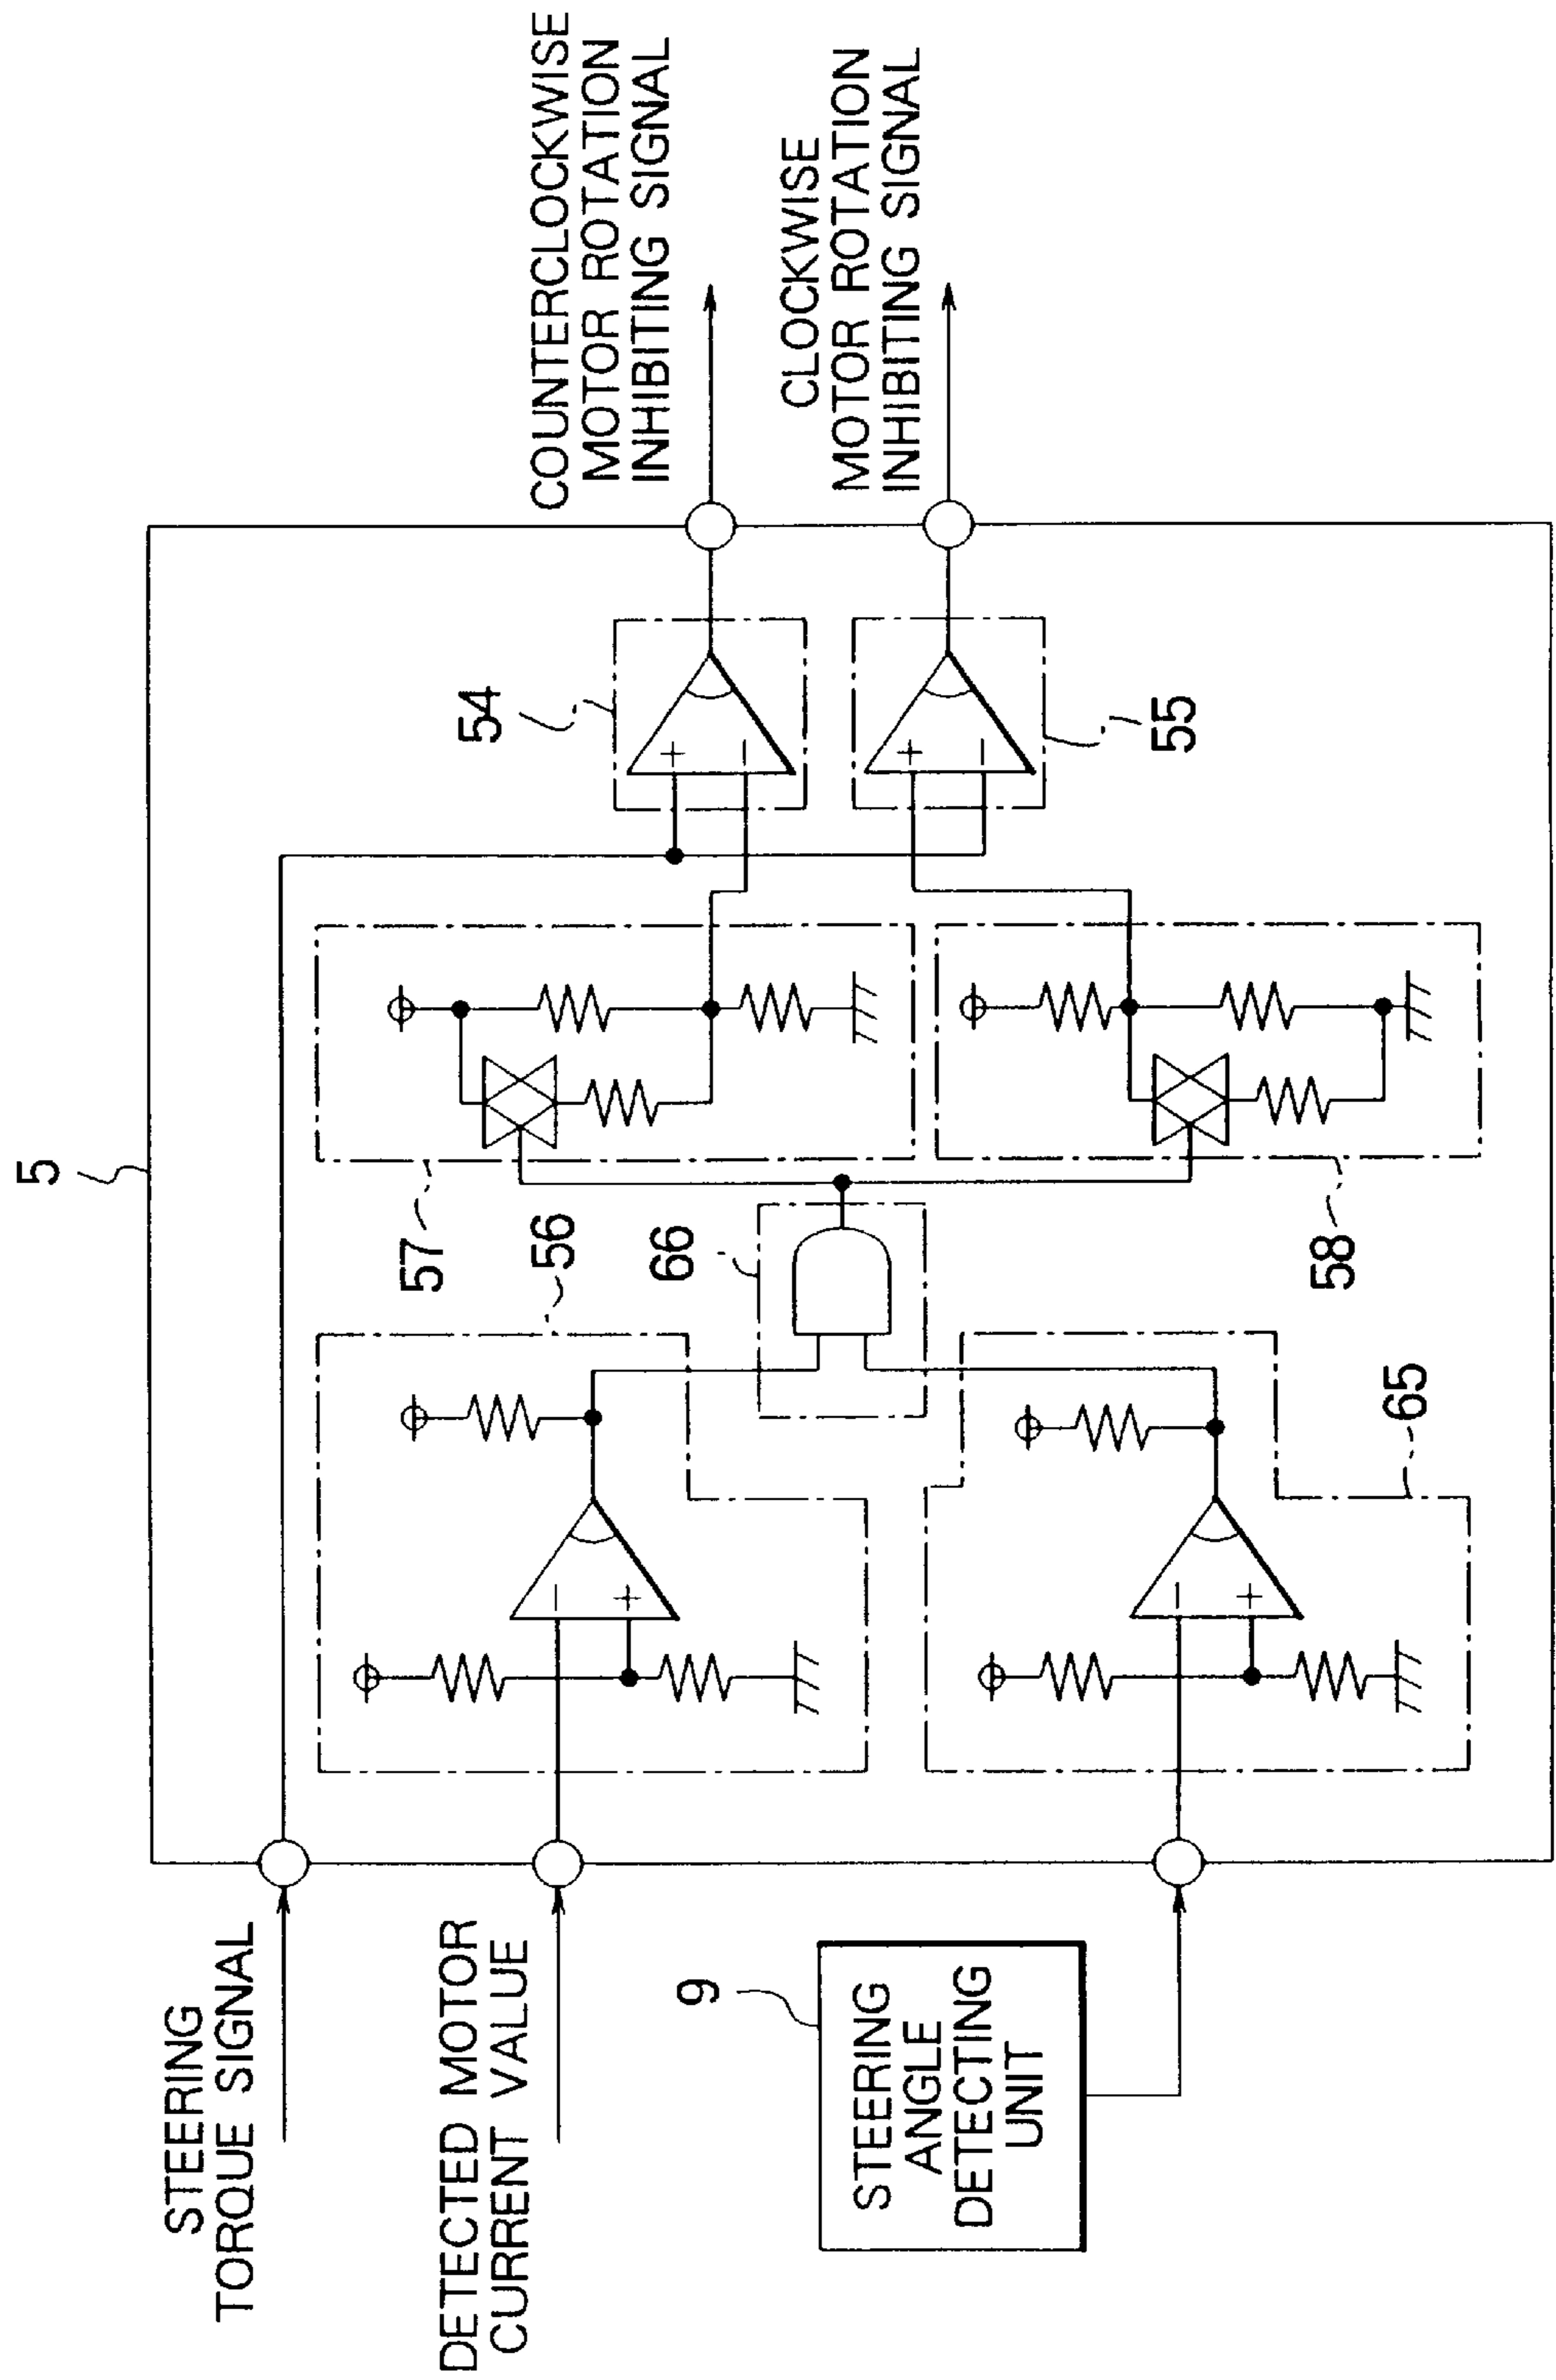 5
STEERING
TORQUE SIGNAL
DETECTED MOTOR
CURRENT VALUE
9
STEERING
ANGLE
DETECTING
UNIT
56
57
66
65
58
54
55
+
−
+
−
−
+
−
+
COUNTERCLOCKWISE
MOTOR ROTATION
INHIBITING SIGNAL
CLOCKWISE
MOTOR ROTATION
INHIBITING SIGNAL